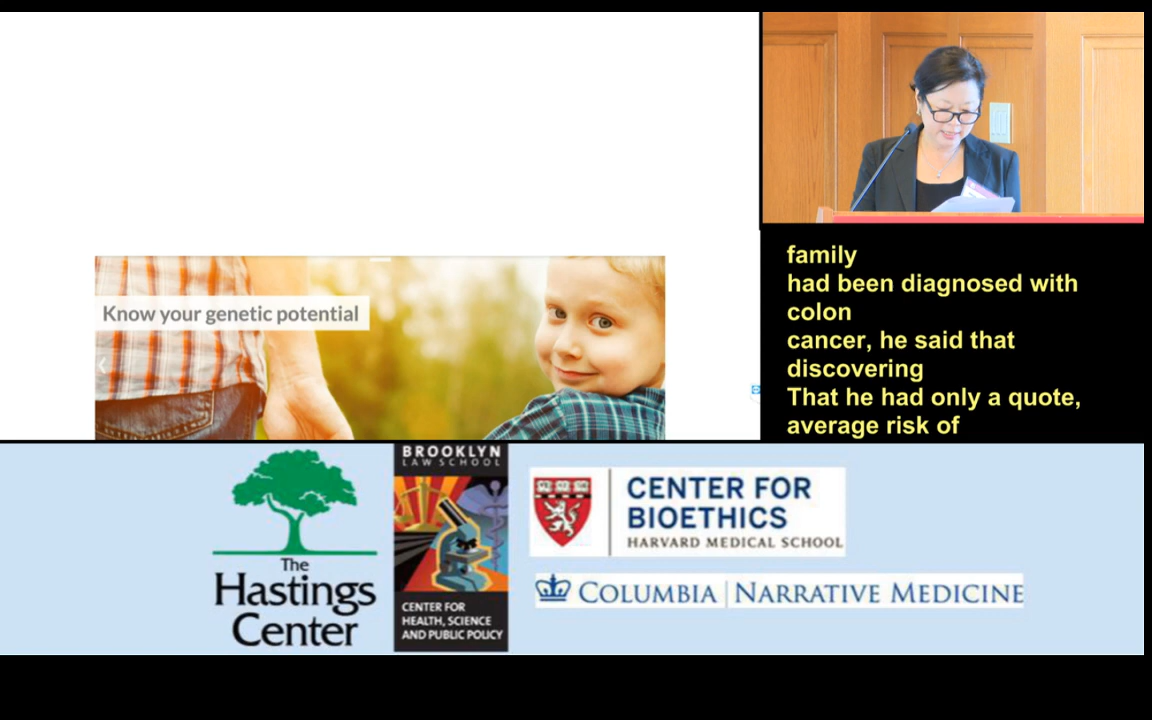 Know your genetic potential
family
had been diagnosed with
colon
cancer, he said that
discovering
That he had only a quote,
average risk of
The
Hastings
Center
BROOKLYN
LAW SCHOOL
CENTER FOR
HEALTH, SCIENCE
AND PUBLIC POLICY
CENTER FOR
BIOETHICS
HARVARD MEDICAL SCHOOL
COLUMBIA | NARRATIVE MEDICINE